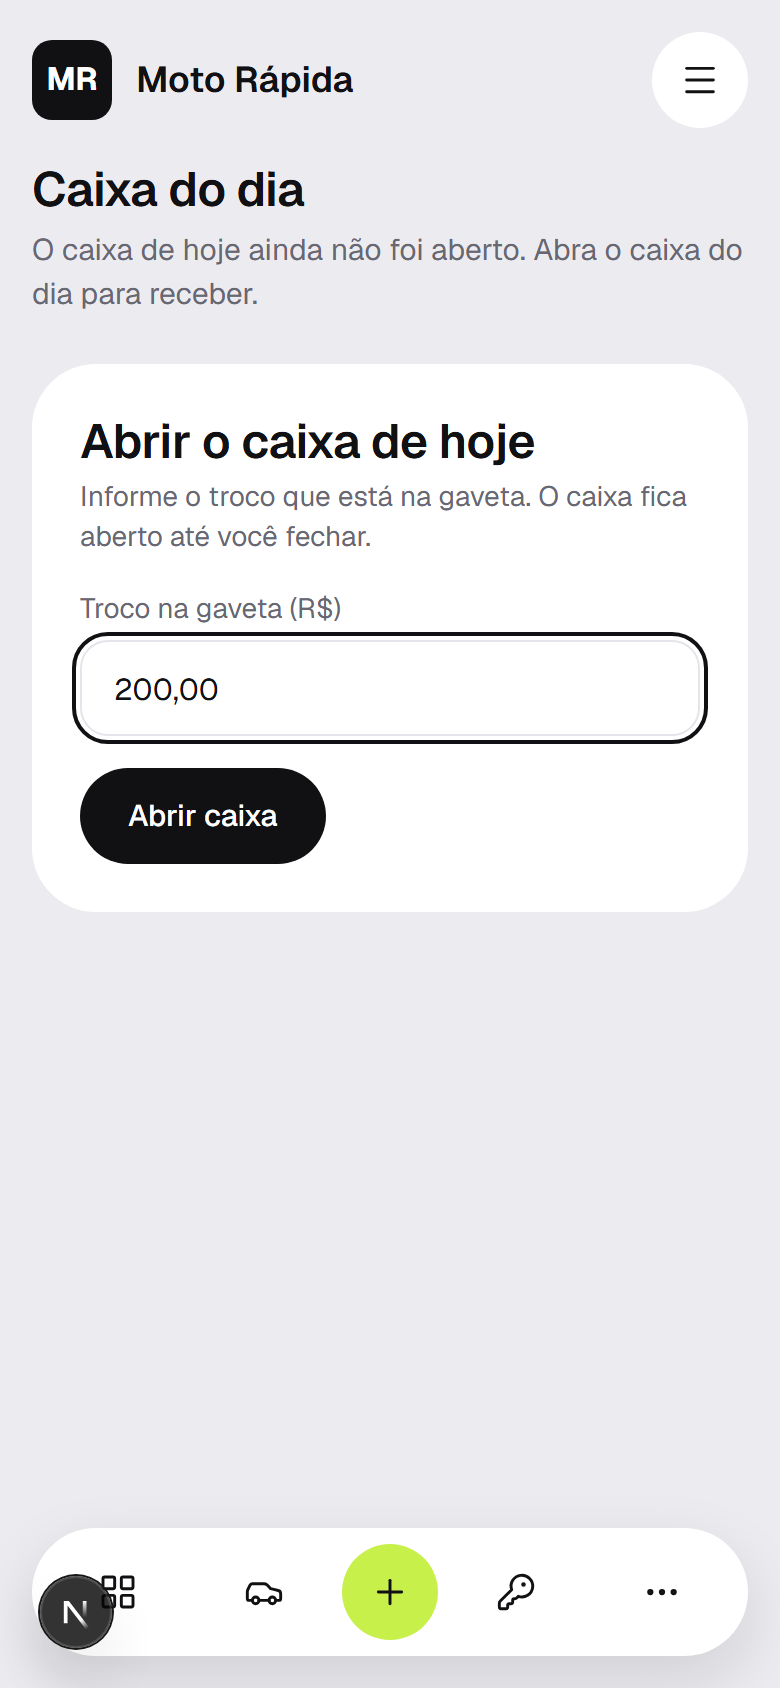 MR
Moto Rápida
Caixa do dia
O caixa de hoje ainda não foi aberto. Abra o caixa do
dia para receber.
Abrir o caixa de hoje
Informe o troco que está na gaveta. O caixa fica
aberto até você fechar.
Troco na gaveta (R$)
200,00
Abrir caixa
N